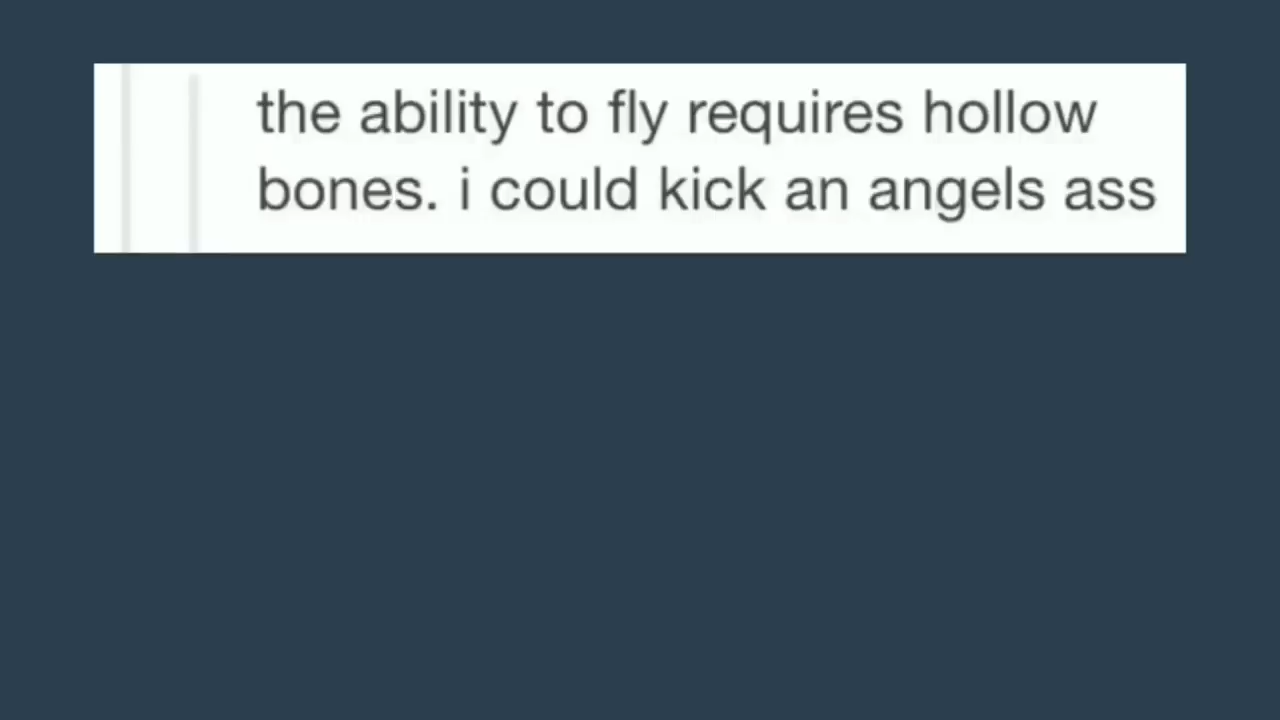 the ability to fly requires hollow
bones. i could kick an angels ass